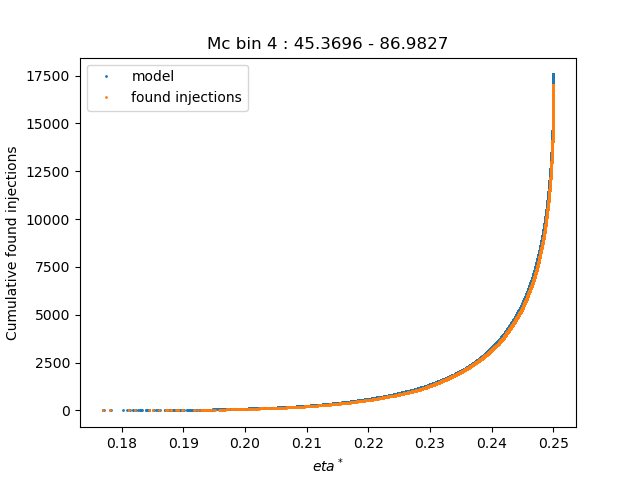 Mc bin 4 : 45.3696 - 86.9827
model
found injections
17500
15000
12500
10000
7500
5000
2500
0
Cumulative found injections
0.18 0.19 0.20 0.21 0.22 0.23 0.24 0.25
eta*